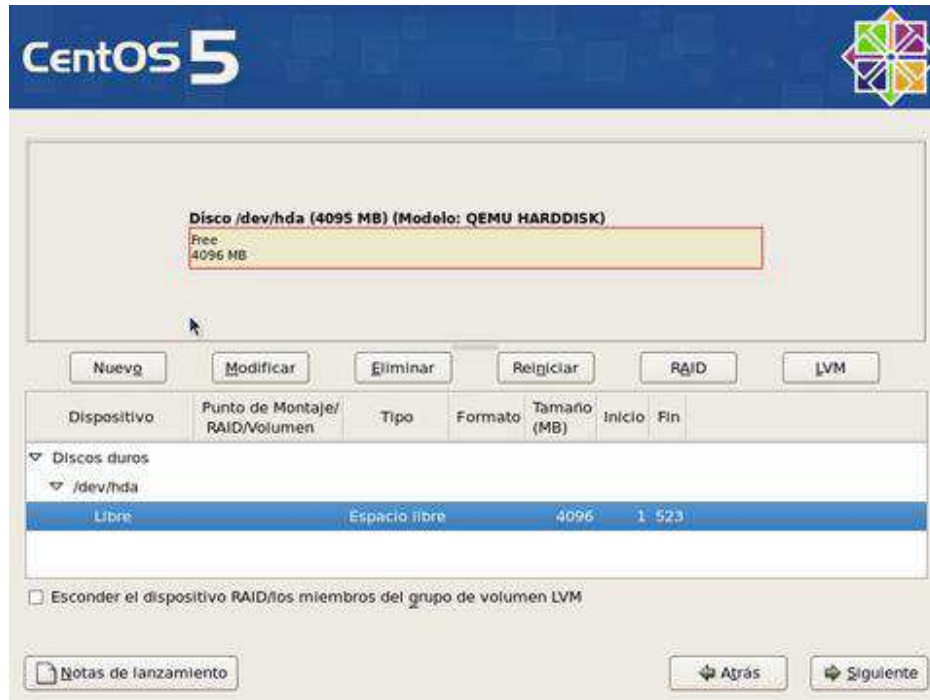 CentOS 5
Disco /dev/hda (4095 MB) (Modelo: QEMU HARDDISK)
Free
4096 MB
Nuevo Modificar Eliminar Reiniciar RAID LVM
Dispositivo Punto de Montaje/ RAID/Volumen Tipo Formato Tamaño (MB) Inicio Fin
Discos duros
/dev/hda
Libre Espacio libre 4096 1 523
Esconder el dispositivo RAID/los miembros del grupo de volumen LVM
Notas de lanzamiento Atrás Siguiente